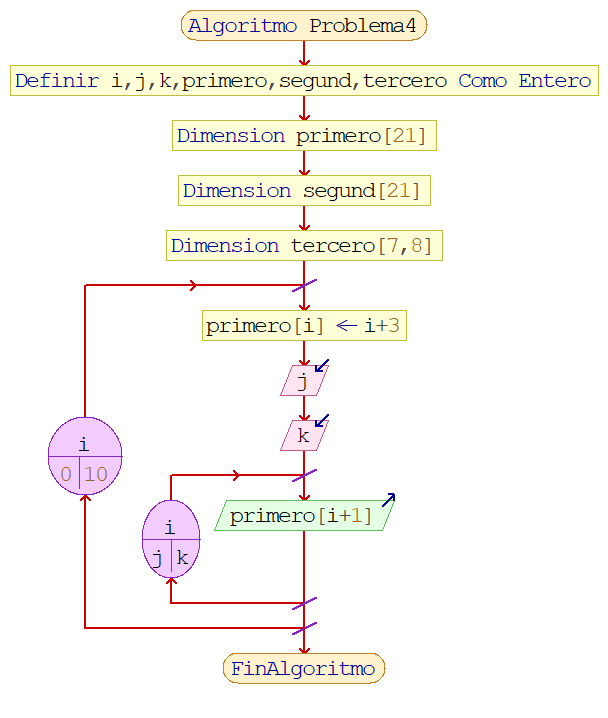 Algoritmo Problema4
Definir i,j,k,primero,segund,tercero Como Entero
Dimension primero[21]
Dimension segund[21]
Dimension tercero[7,8]
primero[i] ← i+3
j
k
i
0 10
primero[i+1]
i
j k
FinAlgoritmo